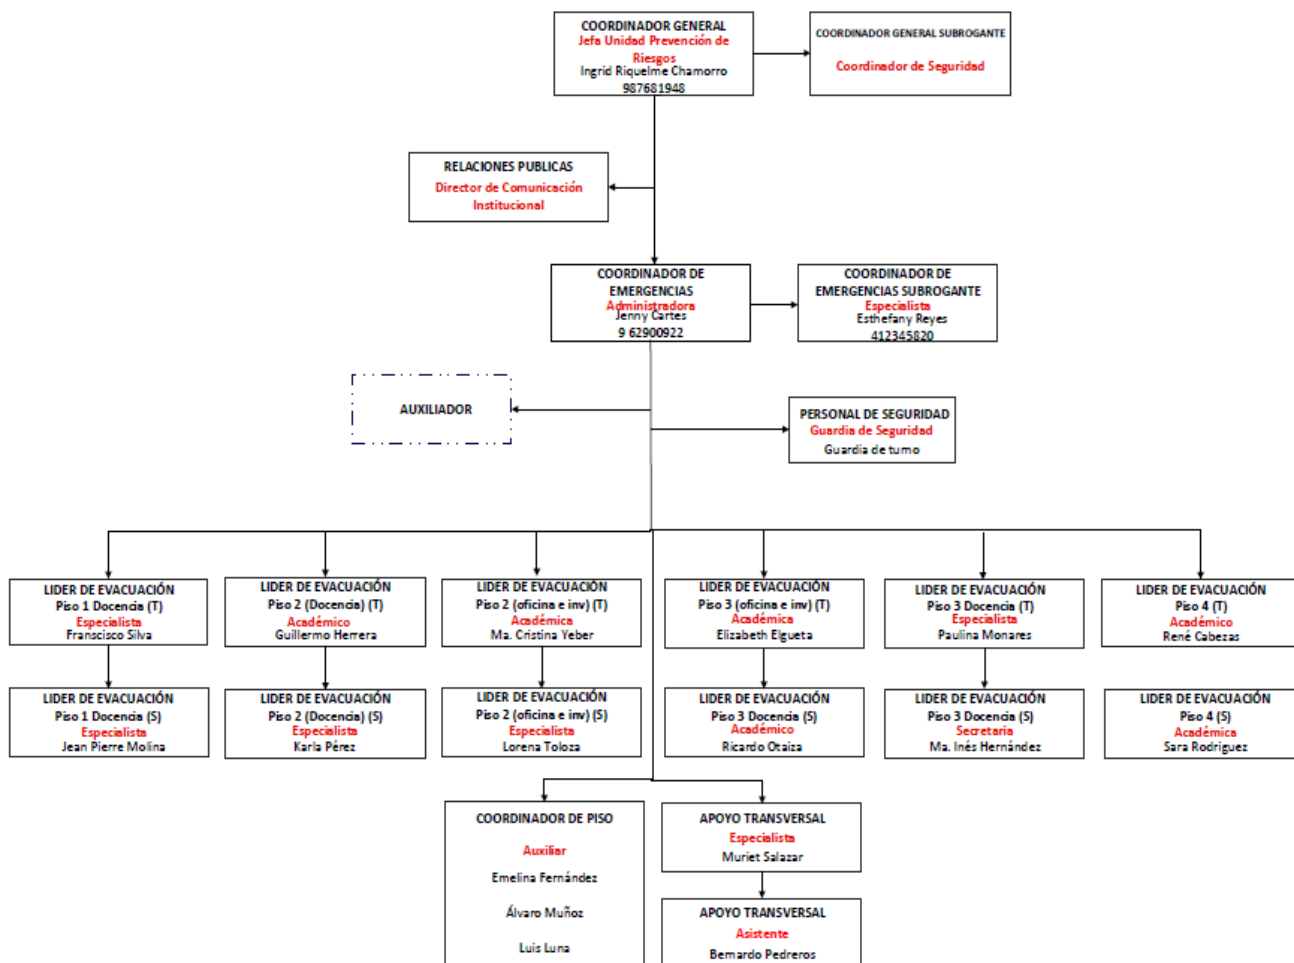 COORDINADOR GENERAL
Jefa Unidad Prevención de
Riesgos
Ingrid Riquelme Chamorro
987681948
COORDINADOR GENERAL SUBROGANTE
Coordinador de Seguridad
RELACIONES PUBLICAS
Director de Comunicación
Institucional
COORDINADOR DE
EMERGENCIAS
Administradora
Jenny Cartes
9 62900922
COORDINADOR DE
EMERGENCIAS SUBROGANTE
Especialista
Esthefany Reyes
412345820
AUXILIADOR
PERSONAL DE SEGURIDAD
Guardia de Seguridad
Guardia de turno
LIDER DE EVACUACIÓN
Piso 1 Docencia (T)
Especialista
Franscisco Silva
LIDER DE EVACUACIÓN
Piso 2 (Docencia) (T)
Académico
Guillermo Herrera
LIDER DE EVACUACIÓN
Piso 2 (oficina e inv) (T)
Académica
Ma. Cristina Yeber
LIDER DE EVACUACIÓN
Piso 3 (oficina e inv) (T)
Académica
Elizabeth Elgueta
LIDER DE EVACUACIÓN
Piso 3 Docencia (T)
Especialista
Paulina Monares
LIDER DE EVACUACIÓN
Piso 4 (T)
Académico
René Cabezas
LIDER DE EVACUACIÓN
Piso 1 Docencia (S)
Especialista
Jean Pierre Molina
LIDER DE EVACUACIÓN
Piso 2 (Docencia) (S)
Especialista
Karla Pérez
LIDER DE EVACUACIÓN
Piso 2 (oficina e inv) (S)
Especialista
Lorena Toloza
LIDER DE EVACUACIÓN
Piso 3 Docencia (S)
Académico
Ricardo Otaiza
LIDER DE EVACUACIÓN
Piso 3 Docencia (S)
Secretaria
Ma. Inés Hernández
LIDER DE EVACUACIÓN
Piso 4 (S)
Académica
Sara Rodriguez
COORDINADOR DE PISO
Auxiliar
Emelina Fernández
Álvaro Muñoz
Luis Luna
APOYO TRANSVERSAL
Especialista
Muriet Salazar
APOYO TRANSVERSAL
Asistente
Bernardo Pedreros